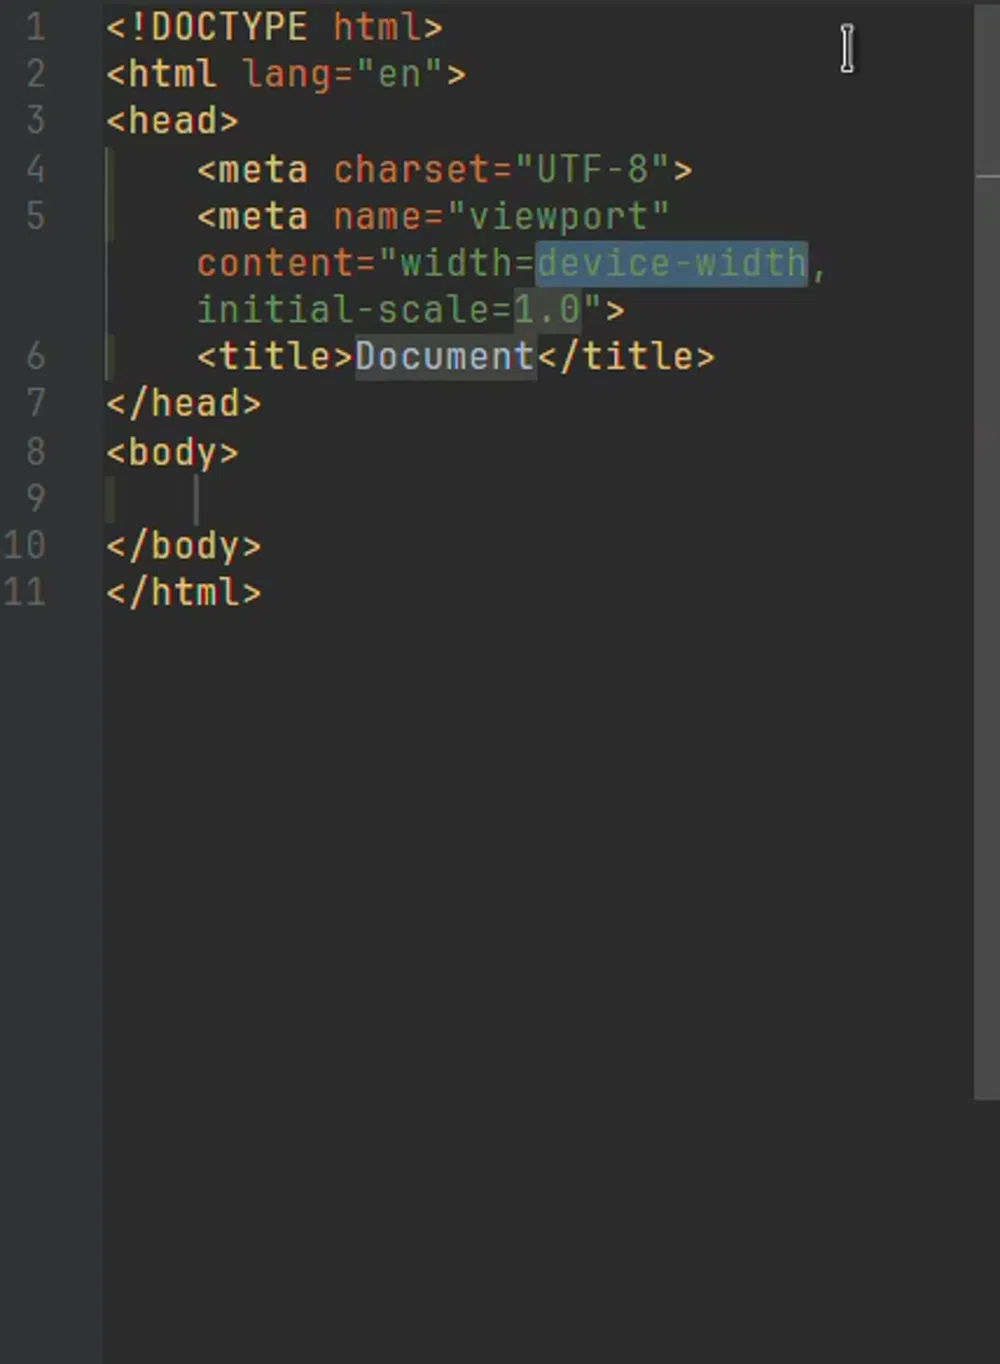 1 <!DOCTYPE html>
2 <html lang="en">
3 <head>
4     <meta charset="UTF-8">
5     <meta name="viewport"
    content="width=device-width,
    initial-scale=1.0">
6     <title>Document</title>
7 </head>
8 <body>
9
10 </body>
11 </html>